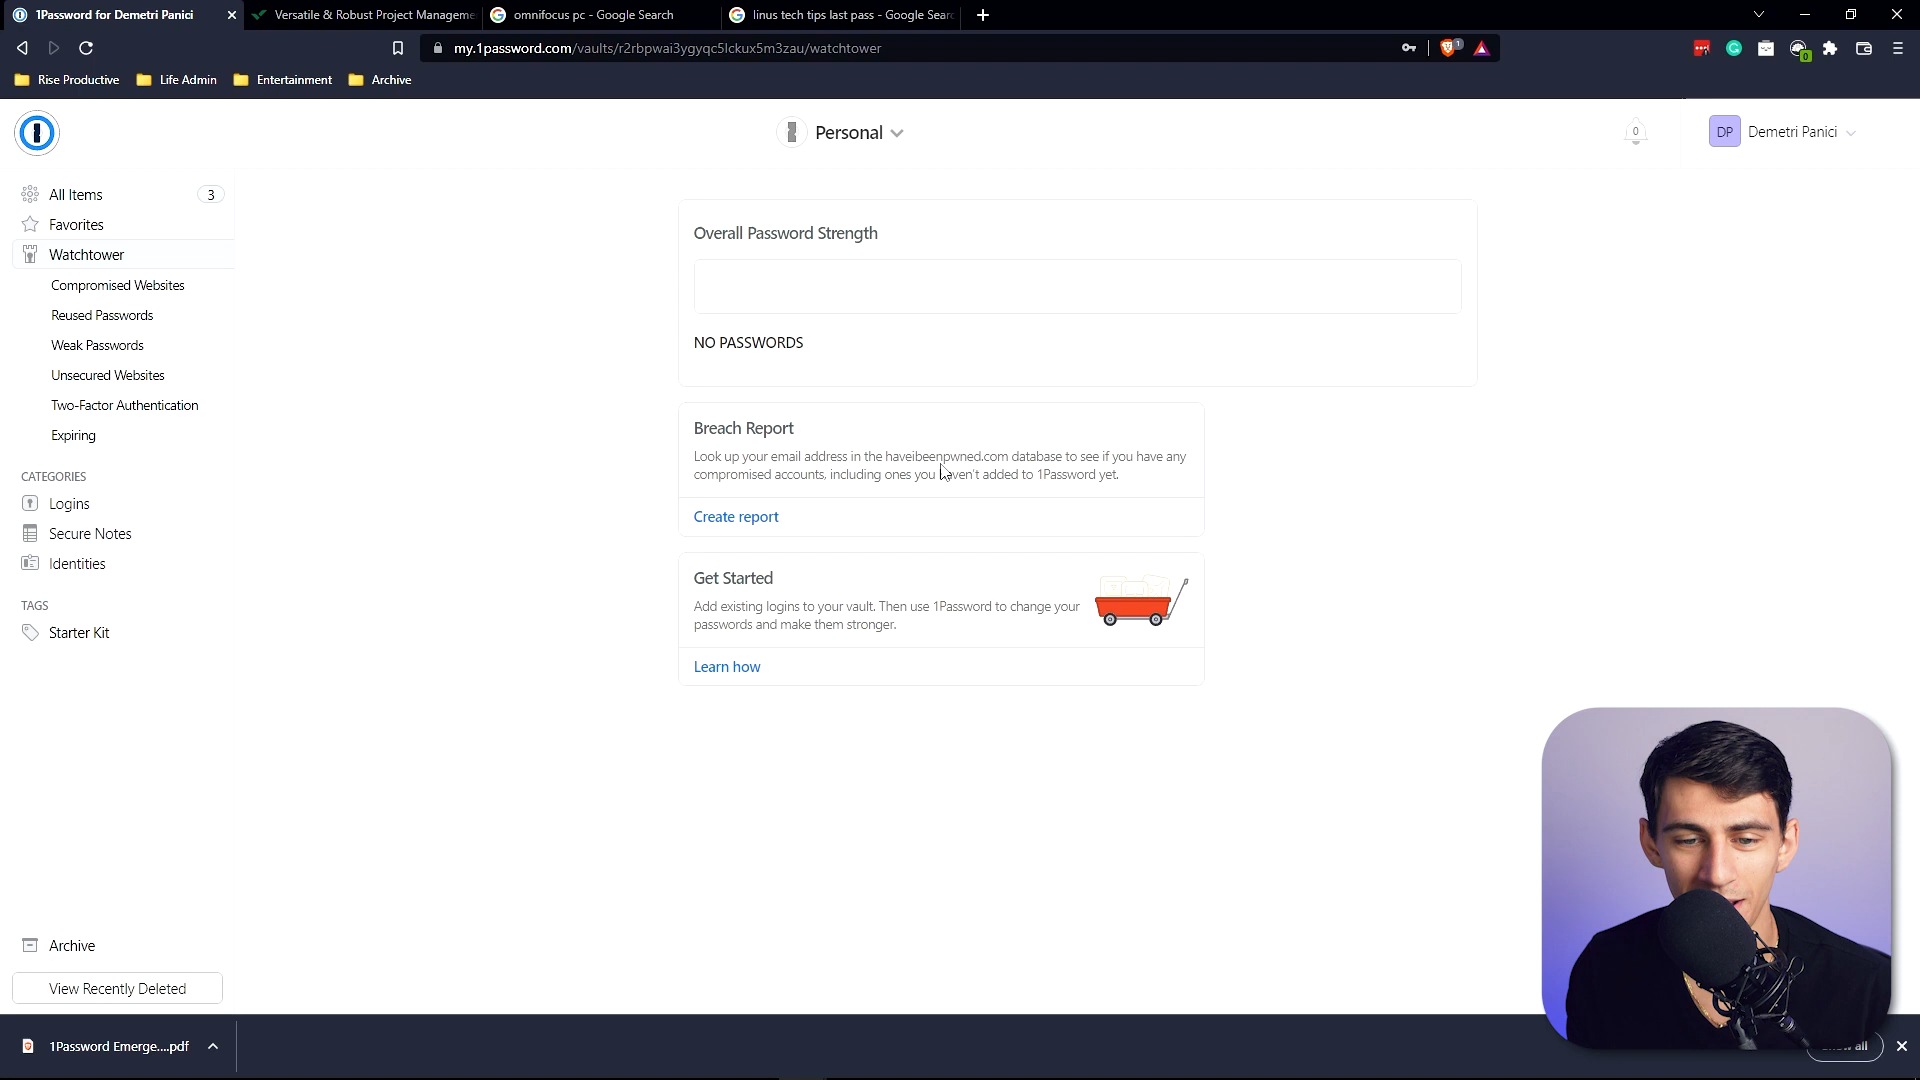 1Password for Demetri Panici
Versatile & Robust Project Manageme
omnifocus pc - Google Search
linus tech tips last pass - Google Sear
my.1password.com/vaults/r2rbpwai3ygyqc5lckux5m3zau/watchtower
Rise Productive
Life Admin
Entertainment
Archive
Personal
0
DP
Demetri Panici
All Items
3
Favorites
Watchtower
Compromised Websites
Reused Passwords
Weak Passwords
Unsecured Websites
Two-Factor Authentication
Expiring
CATEGORIES
Logins
Secure Notes
Identities
TAGS
Starter Kit
Overall Password Strength
NO PASSWORDS
Breach Report
Look up your email address in the haveibeenpwned.com database to see if you have any
compromised accounts, including ones you haven't added to 1Password yet.
Create report
Get Started
Add existing logins to your vault. Then use 1Password to change your
passwords and make them stronger.
Learn how
Archive
View Recently Deleted
1Password Emerge....pdf
all